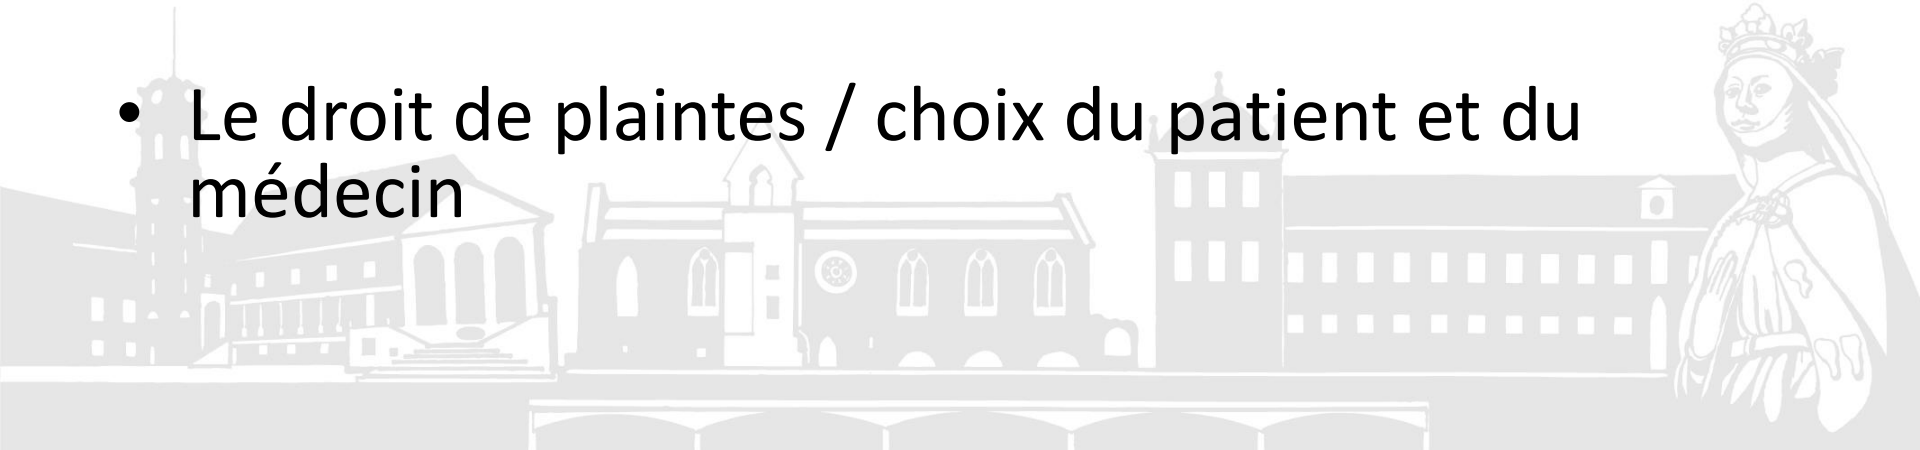 • Le droit de plaintes / choix du patient et du
médecin